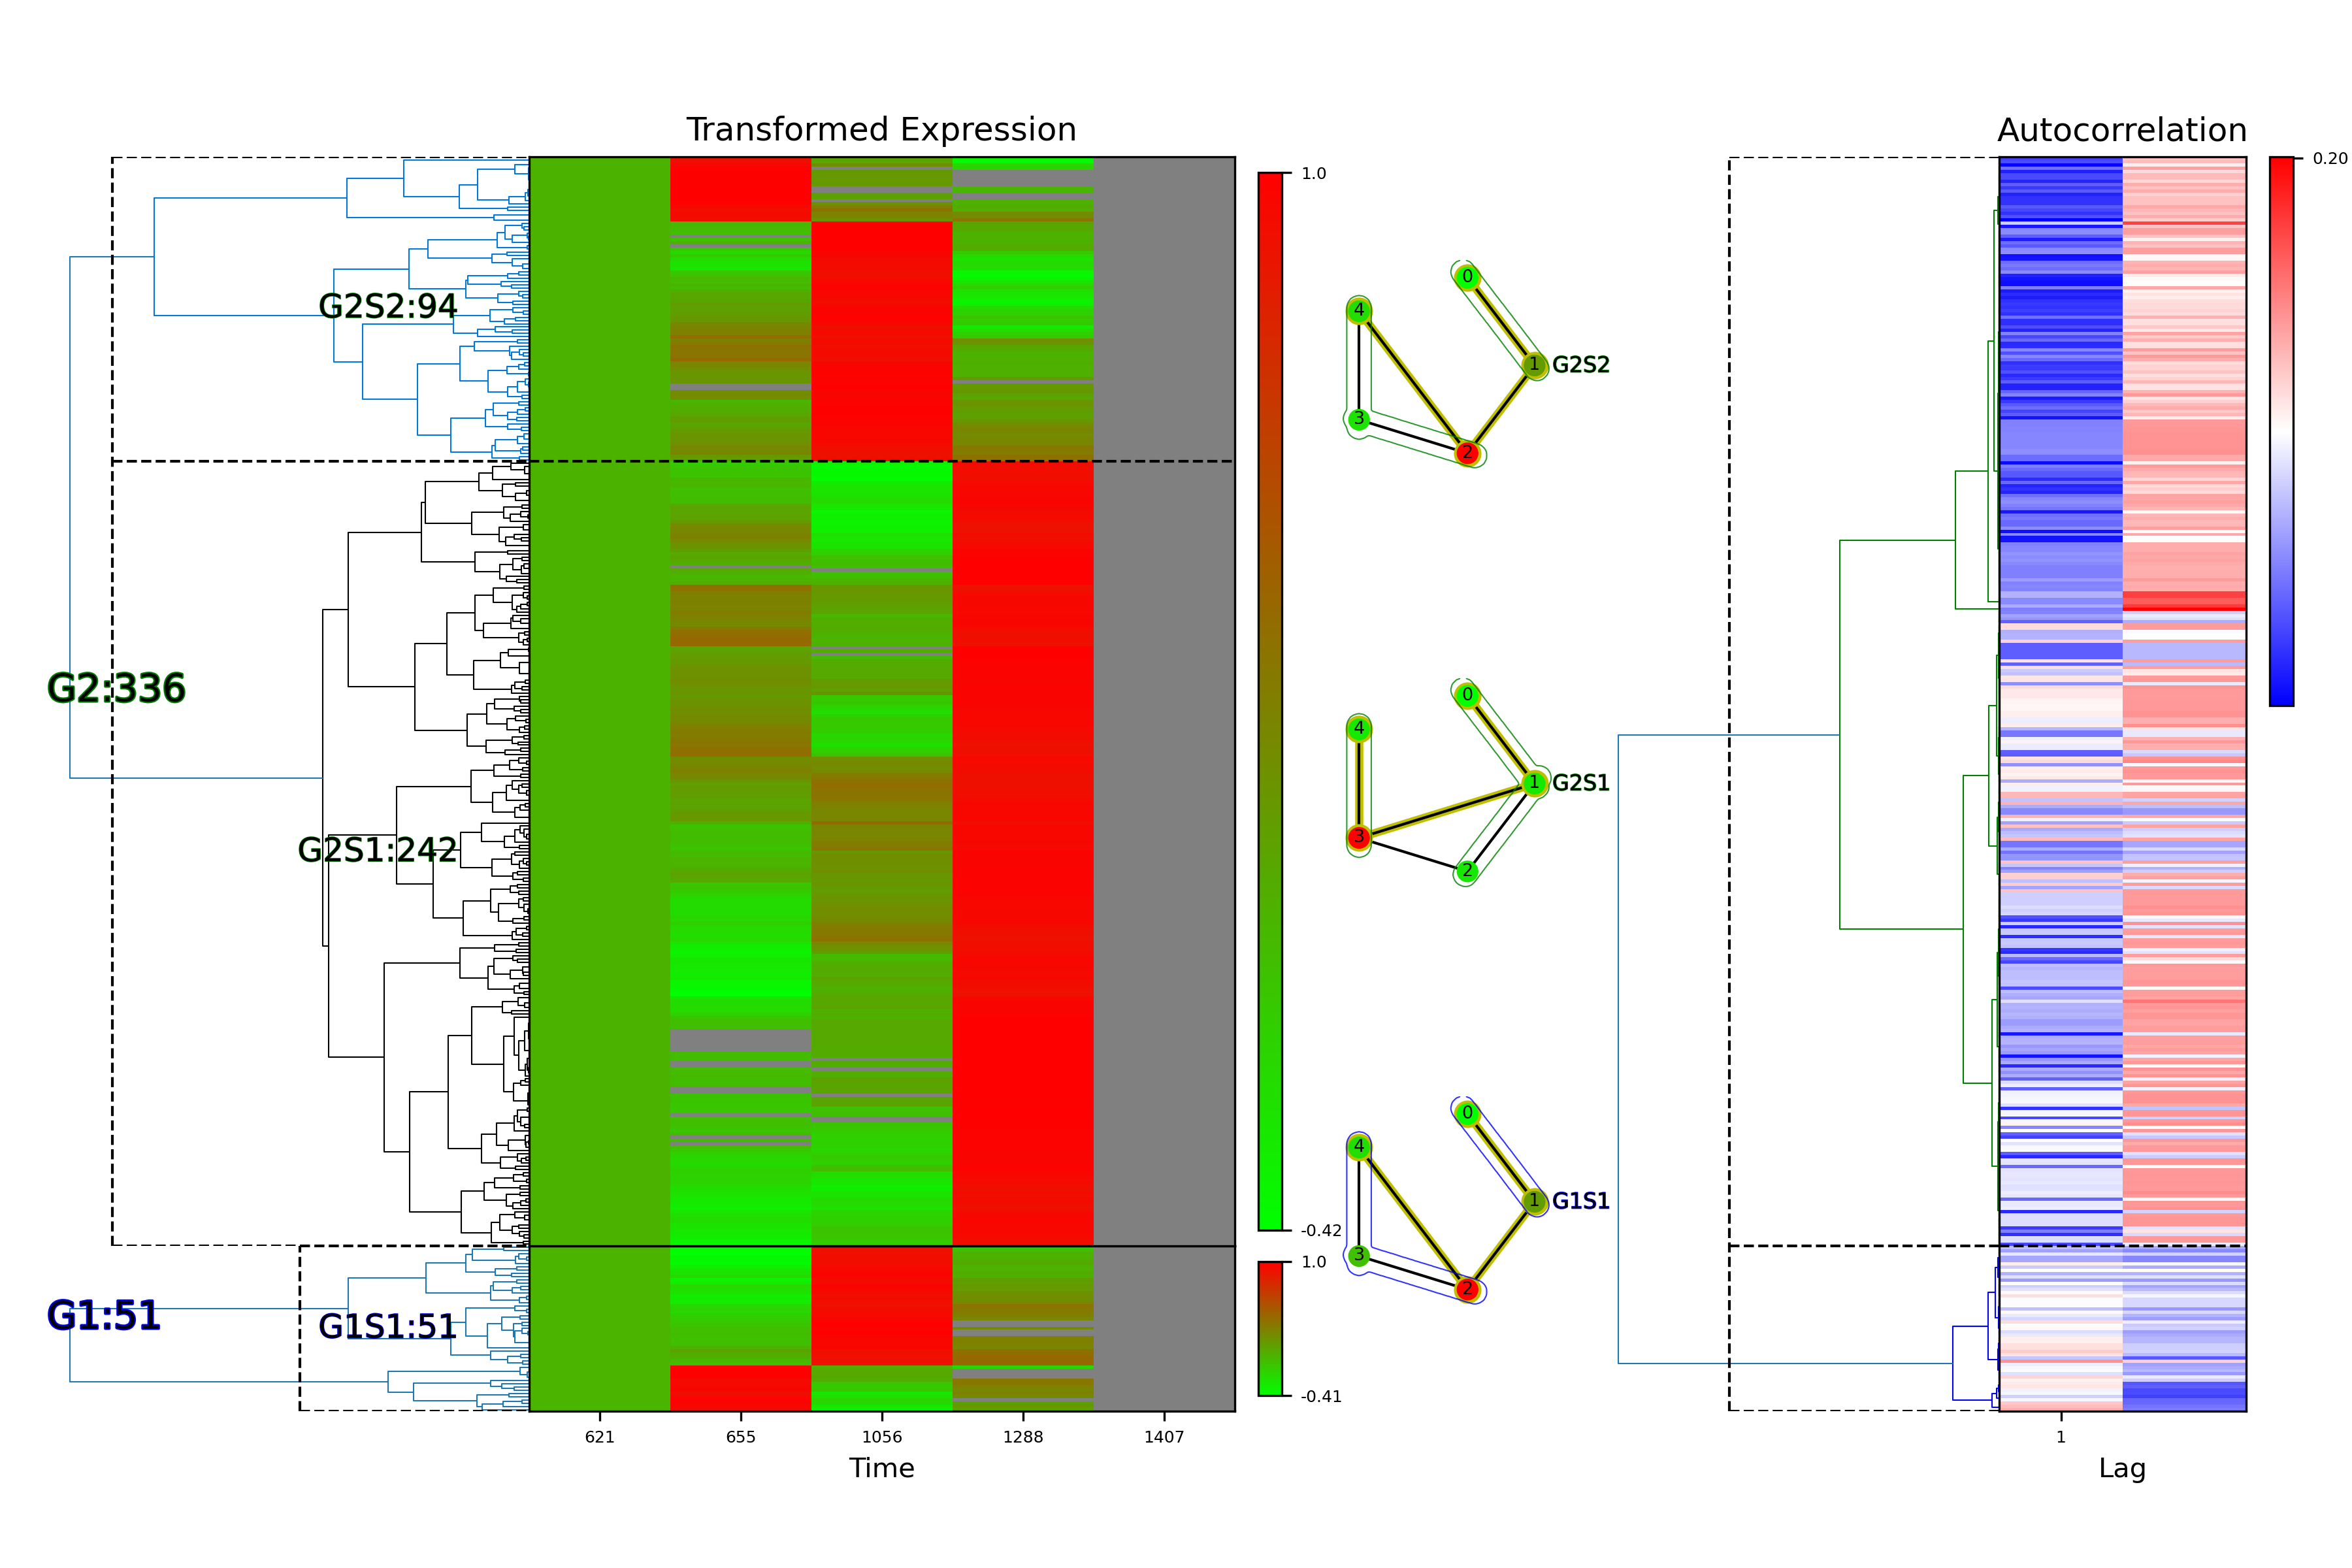 Transformed Expression
Autocorrelation
G2S2:94
G2:336
G2S1:242
G1:51
G1S1:51
1.0
-0.42
1.0
-0.41
0
4
1
G2S2
3
2
0
4
1
G2S1
3
2
0
4
1
G1S1
3
2
0.20
621 655 1056 1288 1407
Time
1
Lag